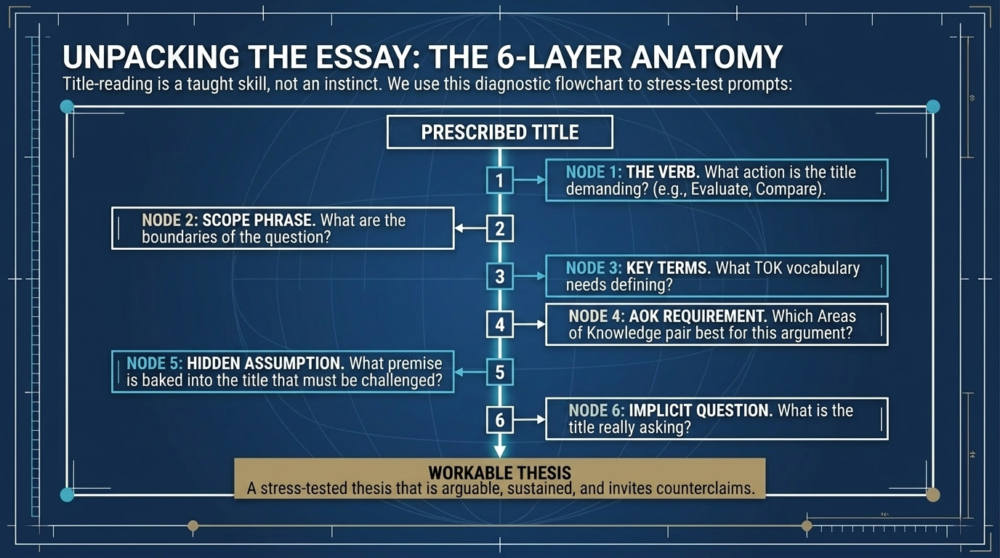 UNPACKING THE ESSAY: THE 6-LAYER ANATOMY
Title-reading is a taught skill, not an instinct. We use this diagnostic flowchart to stress-test prompts:
PRESCRIBED TITLE
1
NODE 1: THE VERB. What action is the title
demanding? (e.g., Evaluate, Compare).
2
NODE 2: SCOPE PHRASE. What are the
boundaries of the question?
3
NODE 3: KEY TERMS. What TOK vocabulary
needs defining?
4
NODE 4: AOK REQUIREMENT. Which Areas
of Knowledge pair best for this argument?
5
NODE 5: HIDDEN ASSUMPTION. What premise
is baked into the title that must be challenged?
6
NODE 6: IMPLICIT QUESTION. What is the
title really asking?
WORKABLE THESIS
A stress-tested thesis that is arguable, sustained, and invites counterclaims.